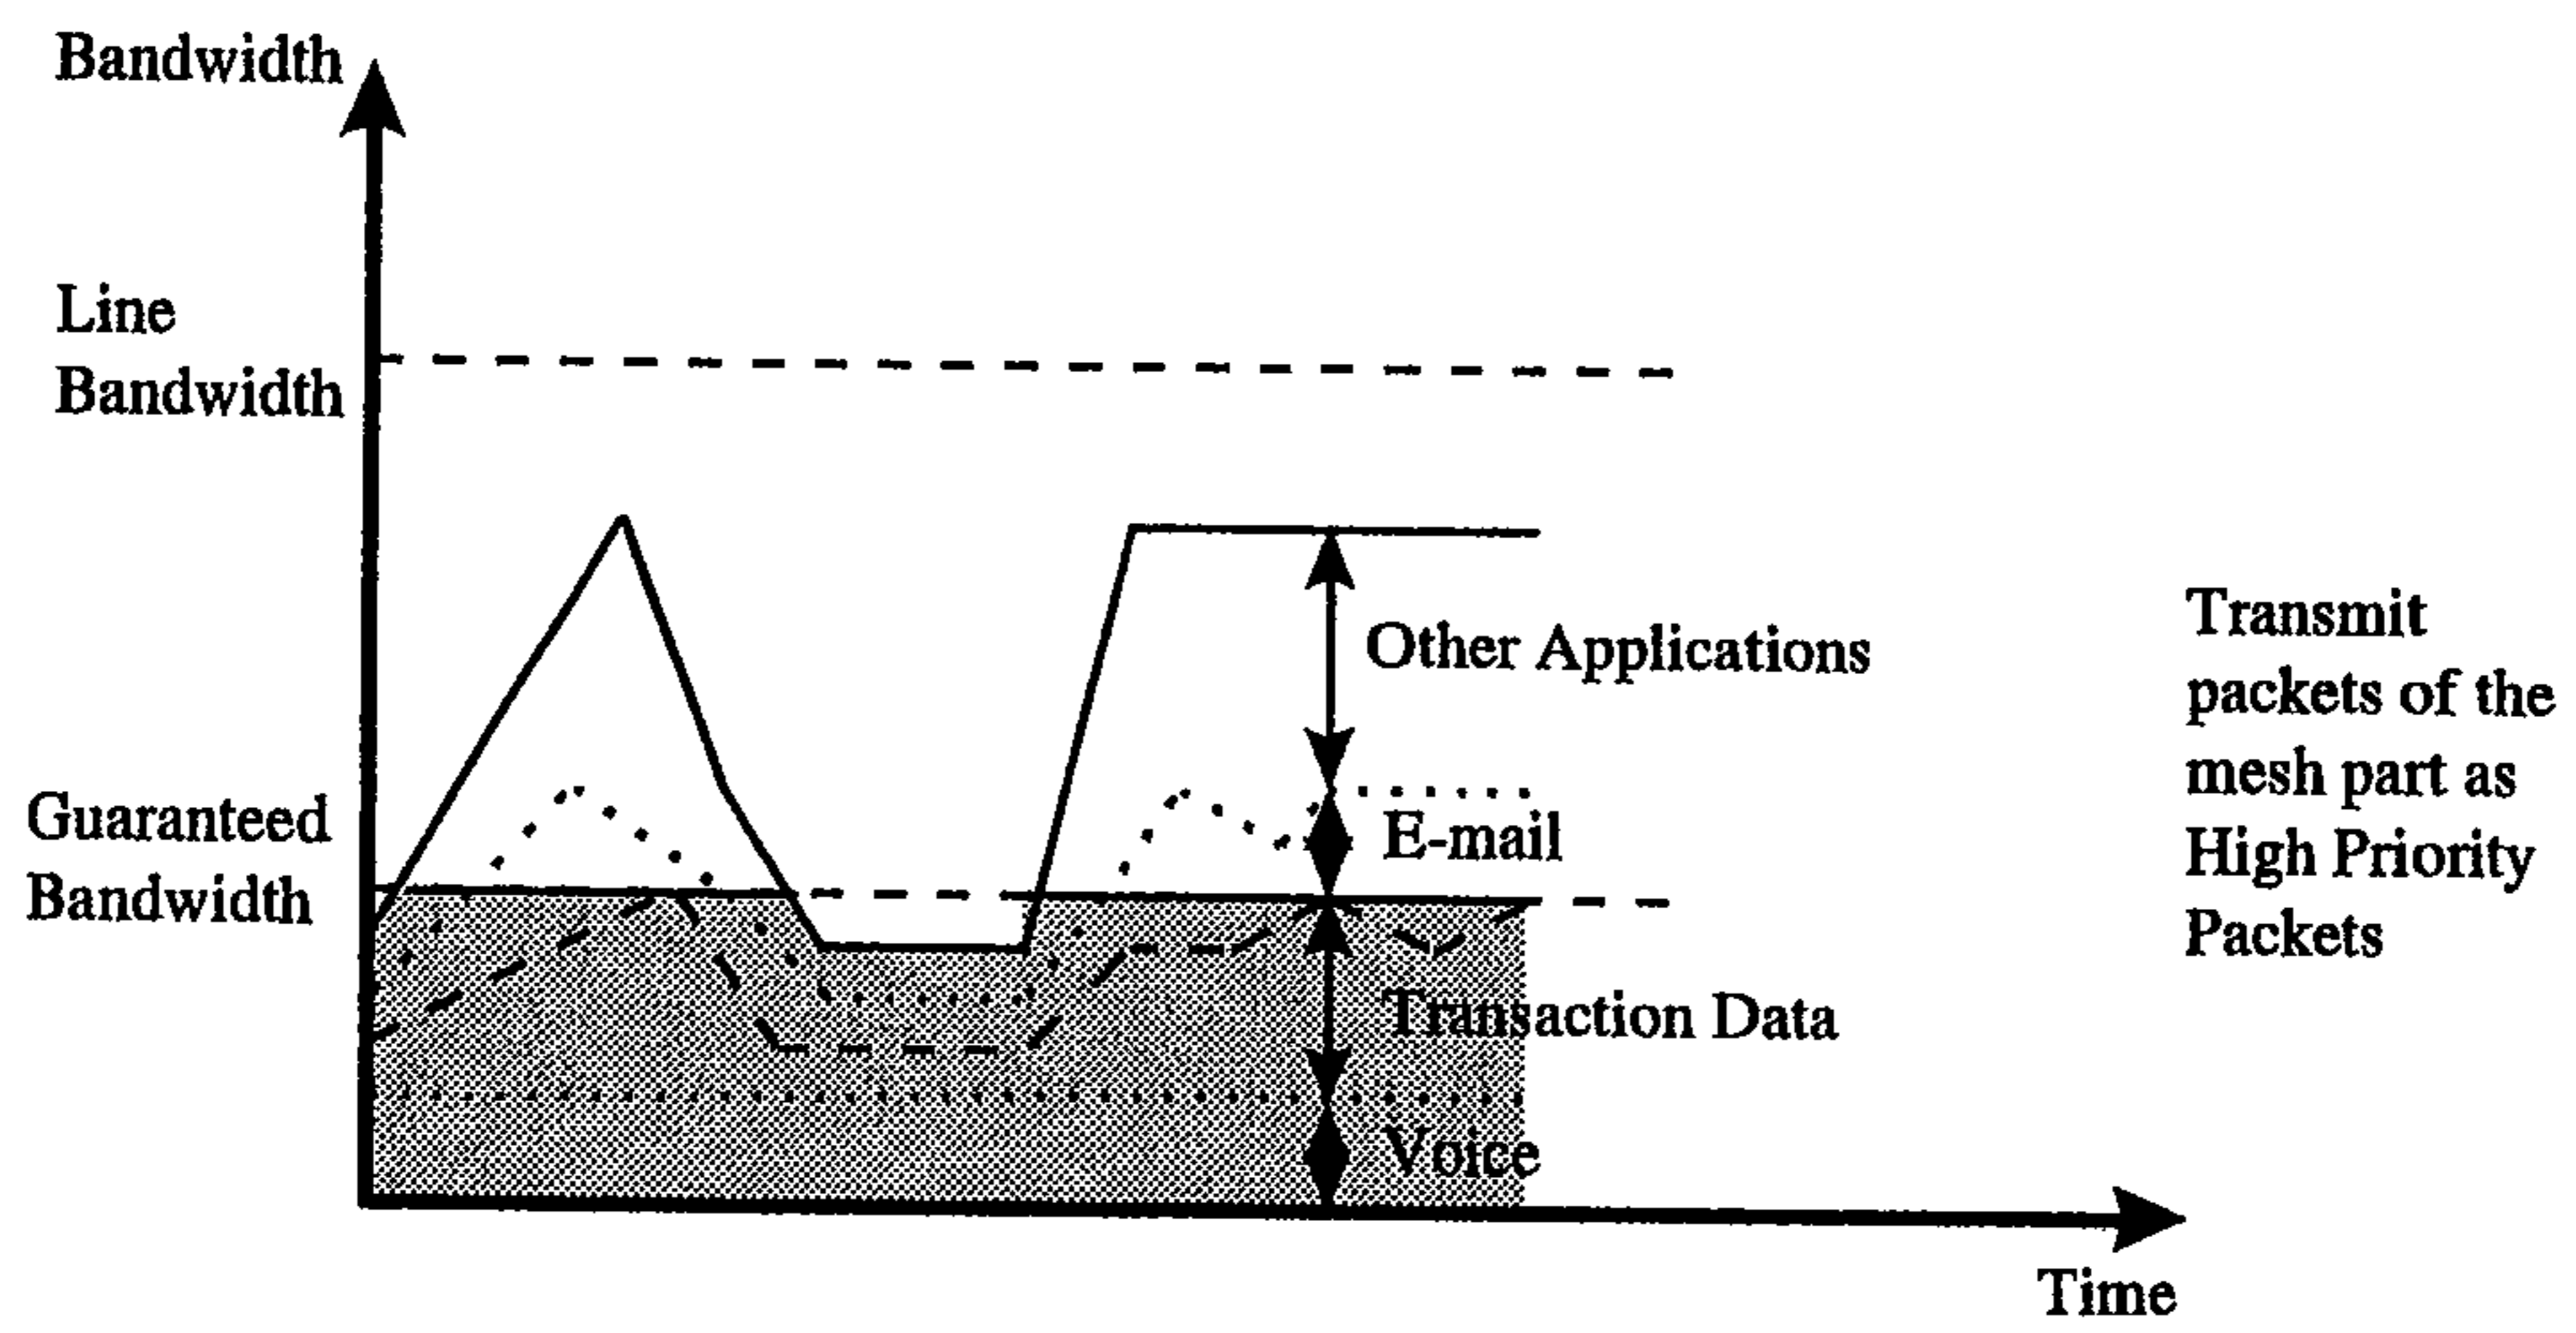 Bandwidth
Line
Bandwidth
Other Applications
Guaranteed
Bandwidth
E-mail
Transaction Data
Voice
Transmit
packets of the
mesh part as
High Priority
Packets
Time